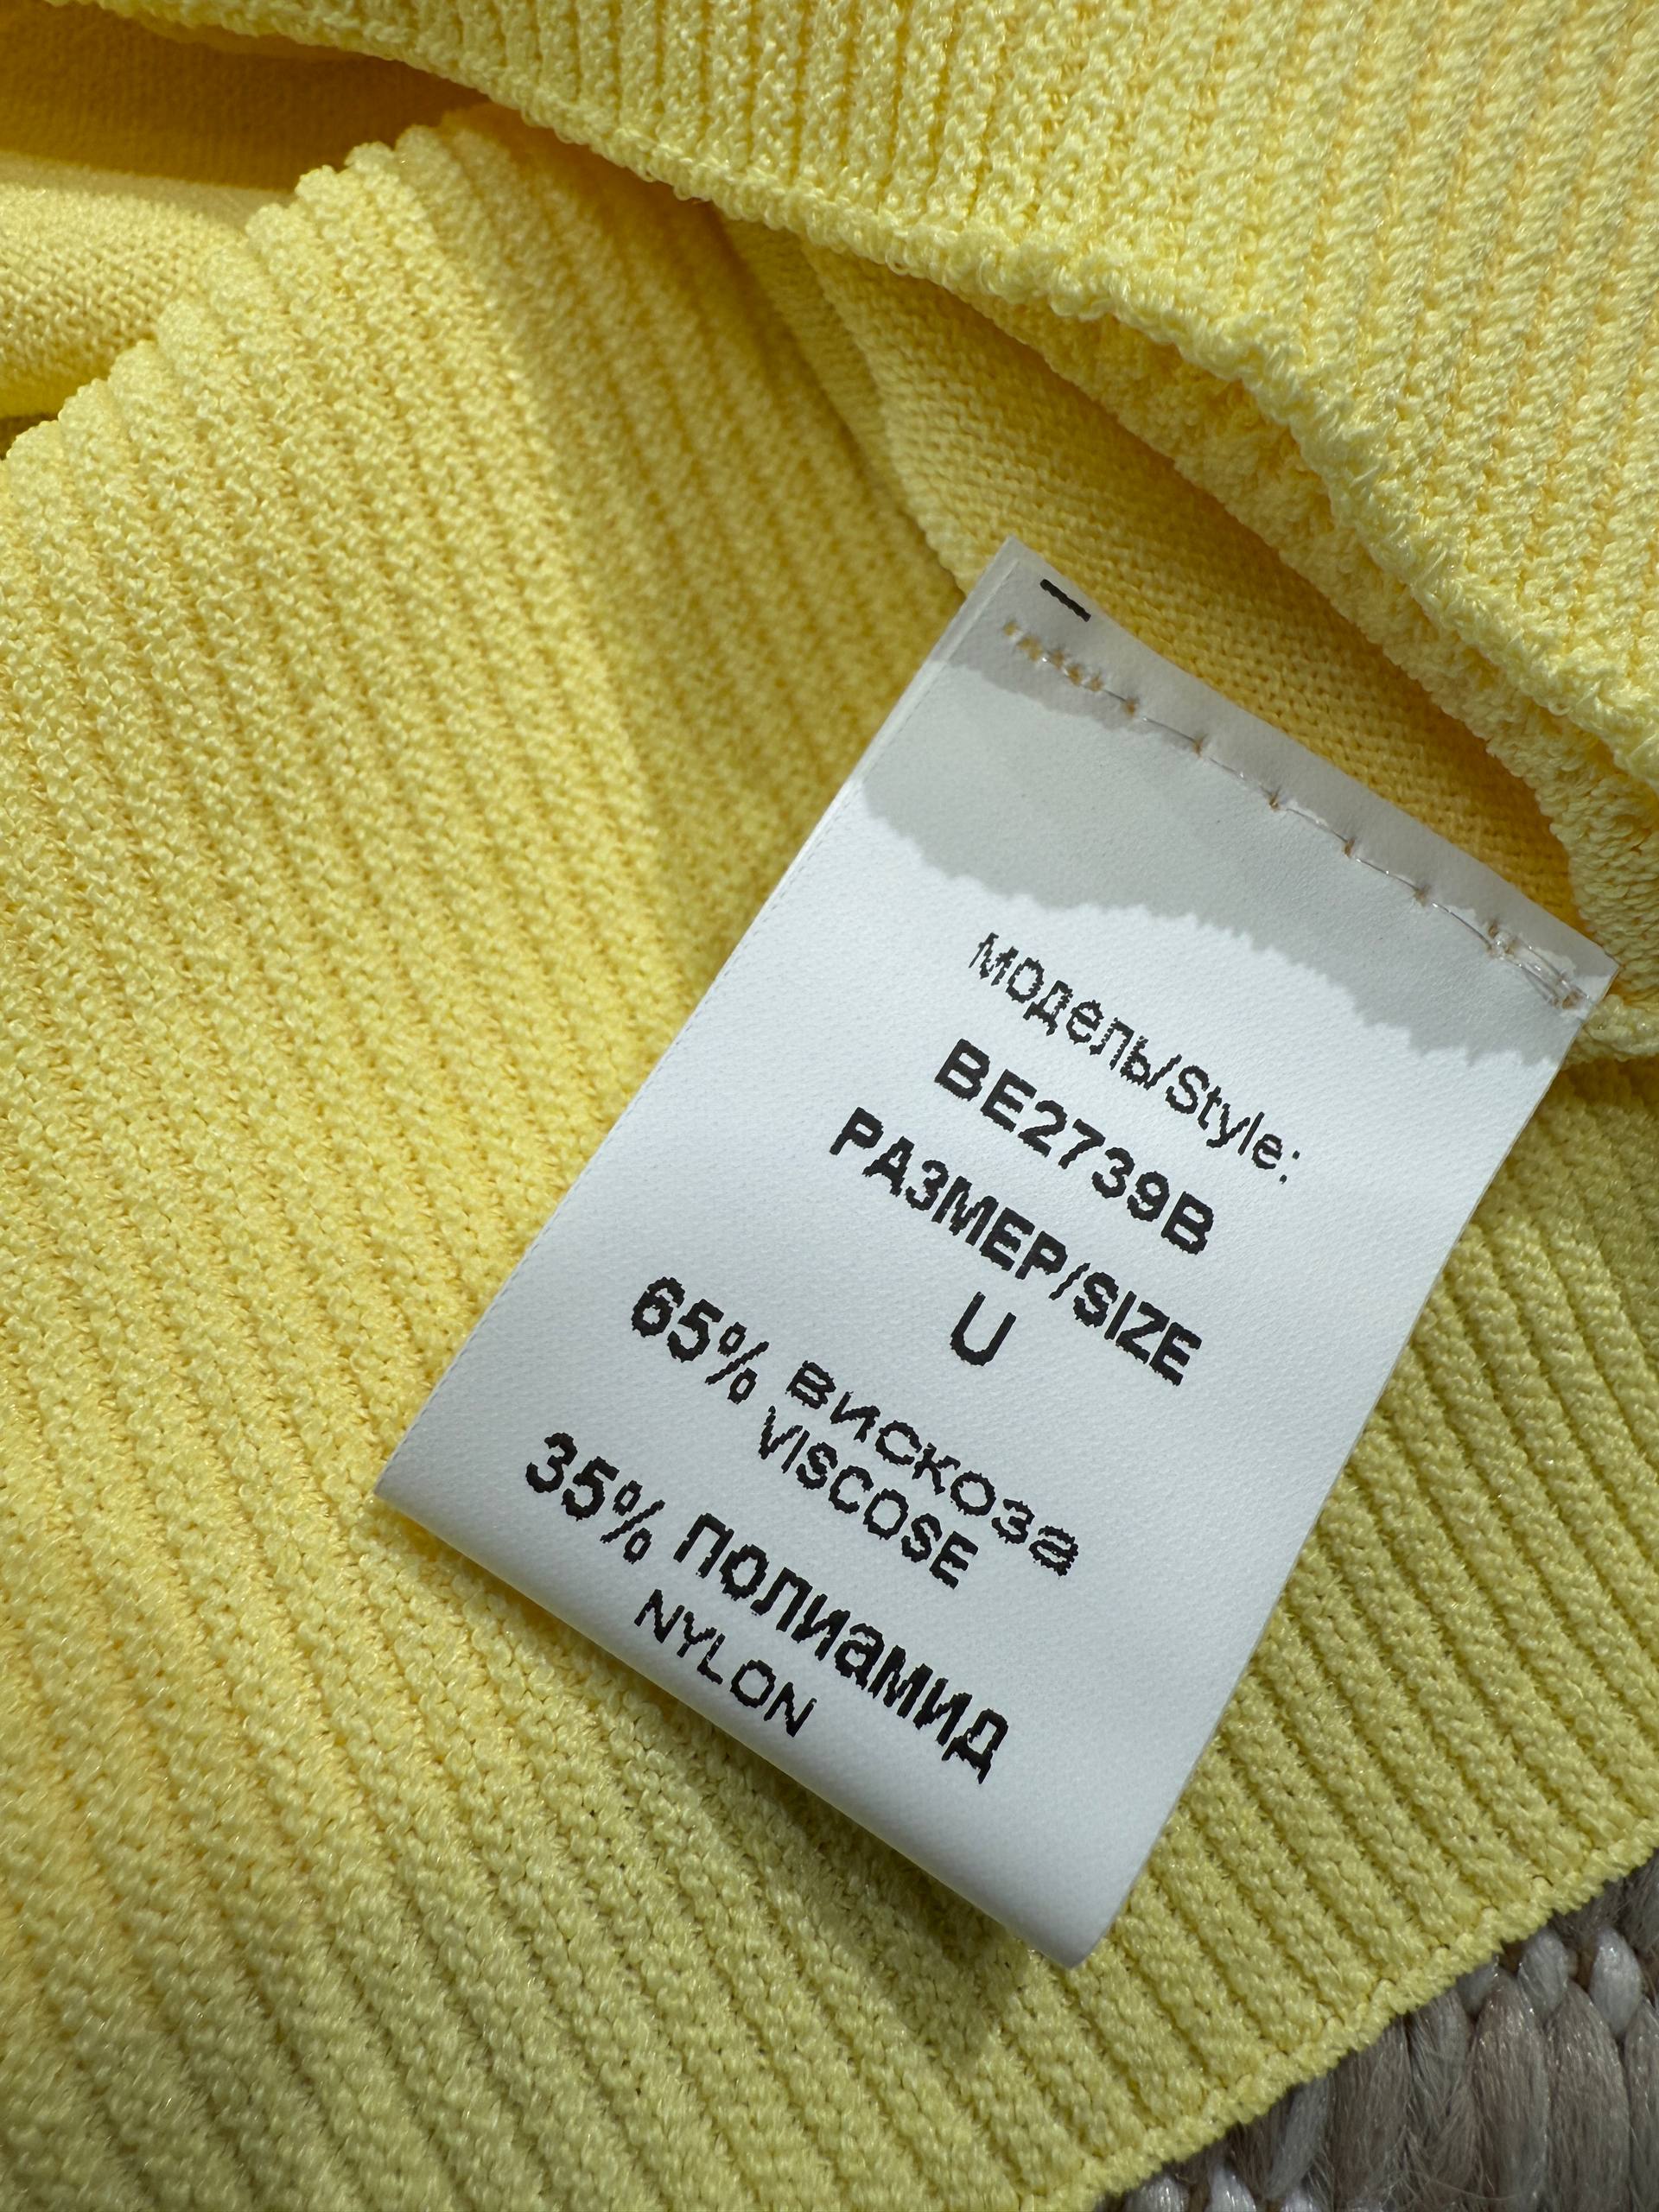 Модель/Style:
BE2739B
РАЗМЕР/SIZE
U
65% вискоза
VISCOSE
35% полиамид
NYLON